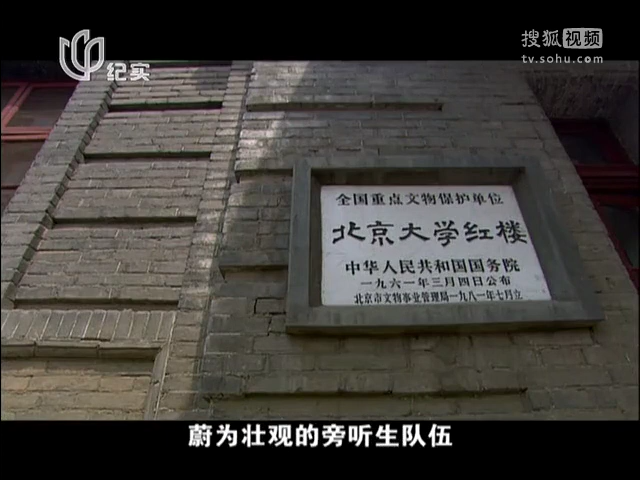 纪实
搜狐视频
tv.sohu.com
全国重点文物保护单位
北京大学红楼
中华人民共和国国务院
一九六一年三月四日公布
北京市文物事业管理局一九八一年七月立
蔚为壮观的旁听生队伍